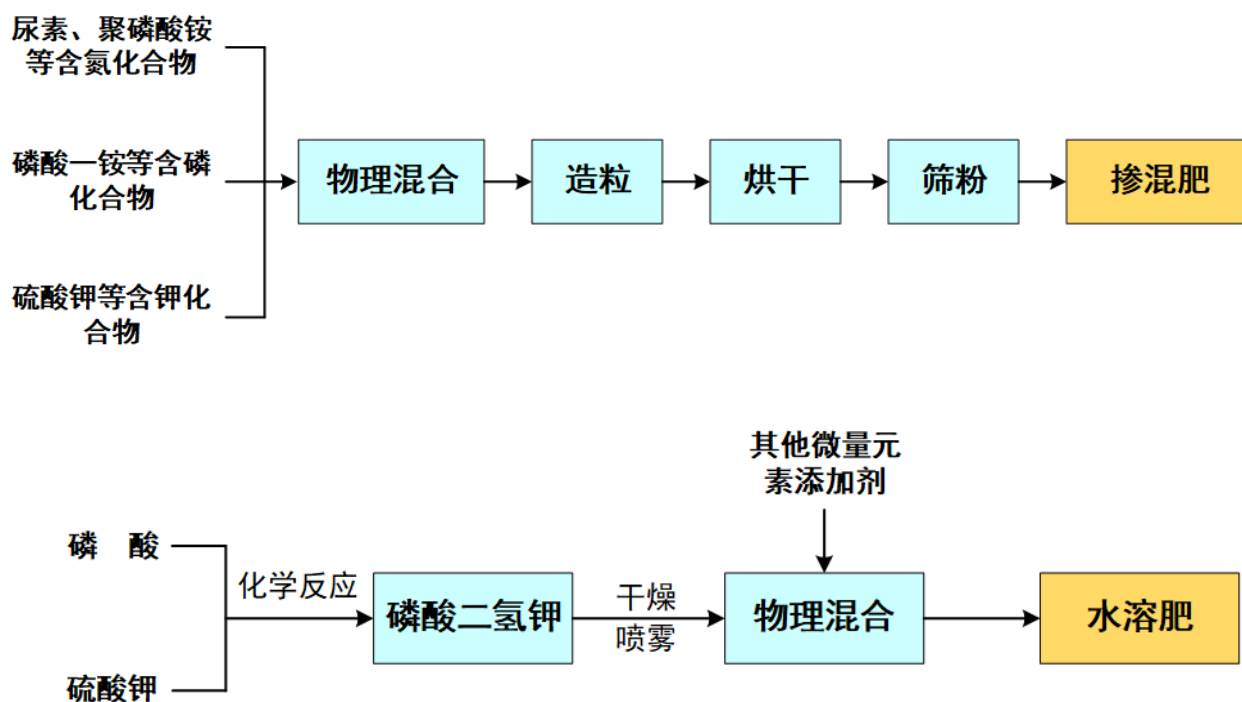 尿素、聚磷酸铵
等含氮化合物
磷酸一铵等含磷
化合物
硫酸钾等含钾化
合物
物理混合
造粒
烘干
筛粉
掺混肥
其他微量元
素添加剂
磷 酸
硫酸钾
化学反应
磷酸二氢钾
干燥
喷雾
物理混合
水溶肥